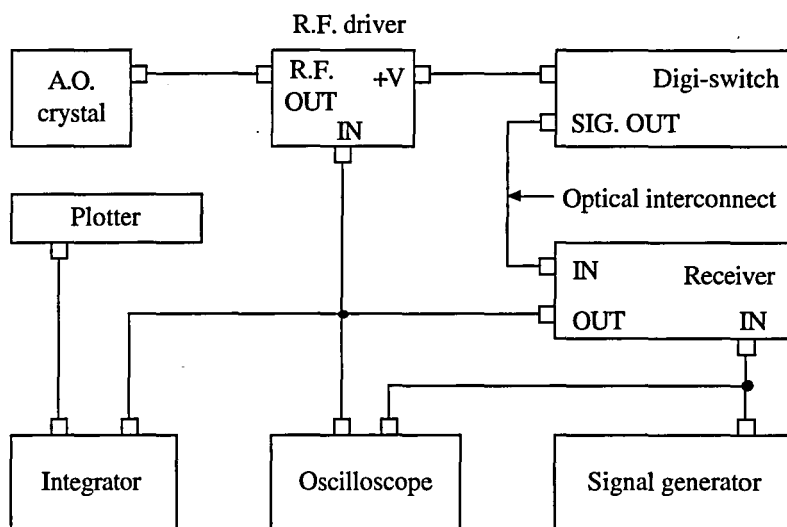 R.F. driver
A.O.
crystal
R.F.
OUT
+V
IN
Digi-switch
SIG. OUT
Optical interconnect
Plotter
IN
Receiver
OUT
IN
Integrator
Oscilloscope
Signal generator